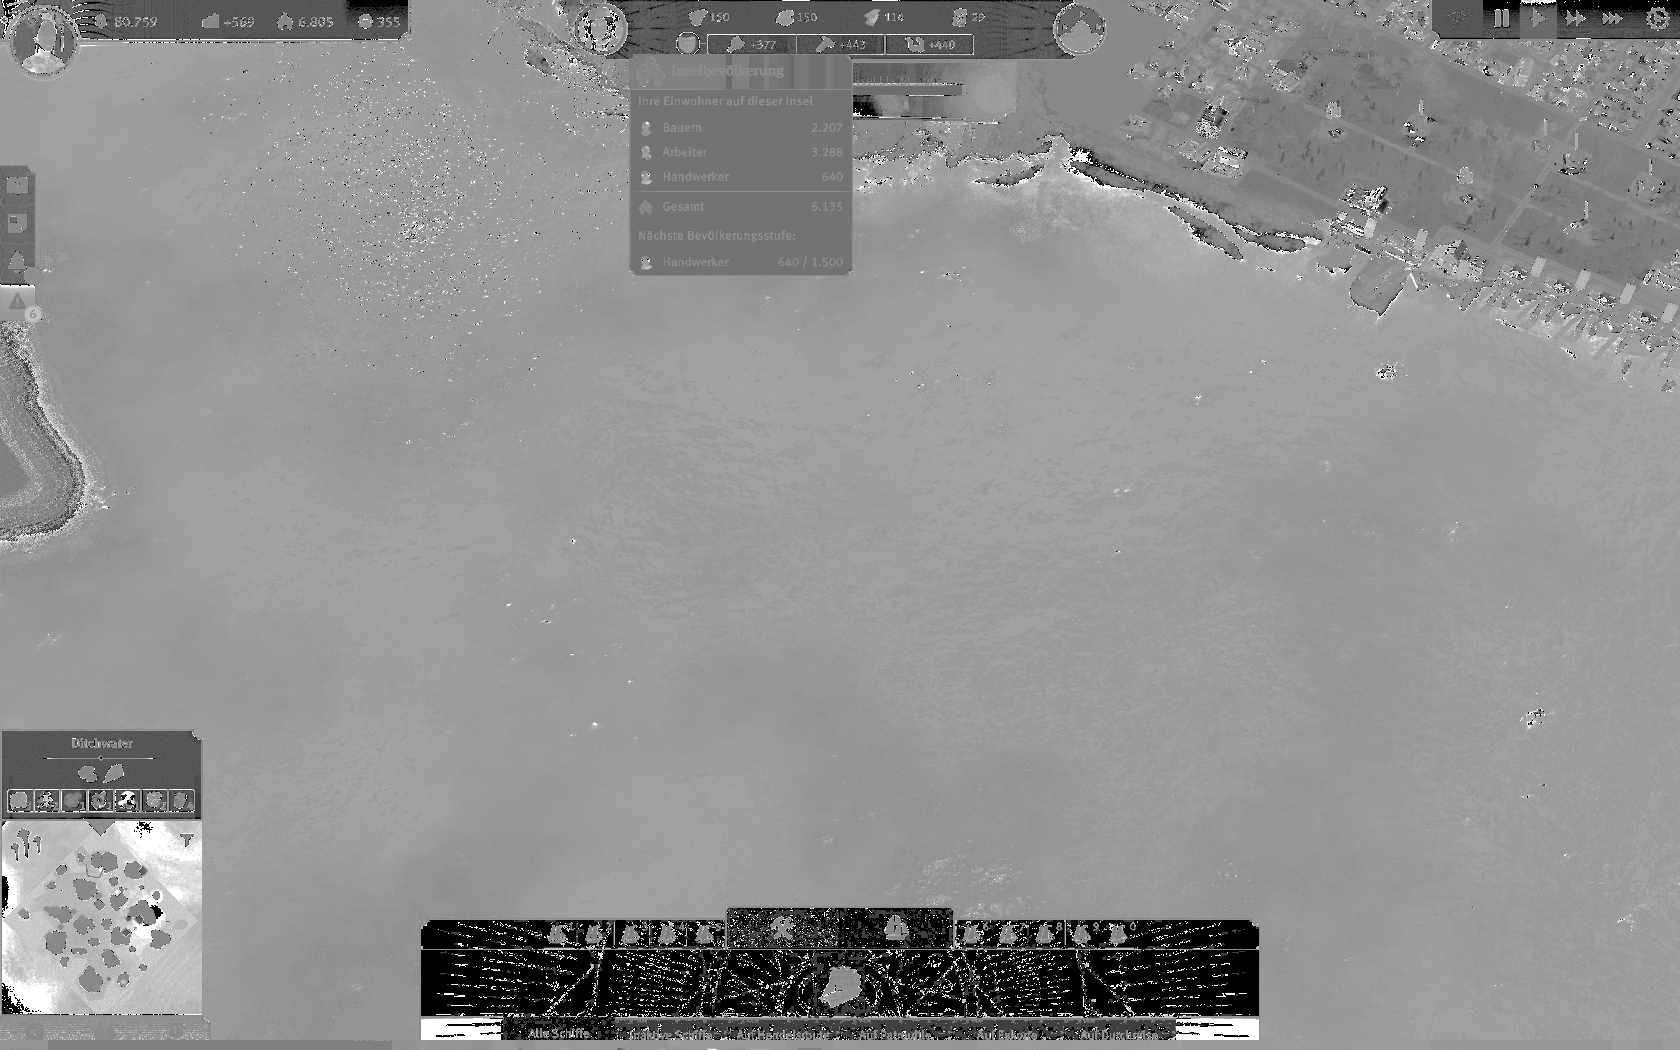 80.759 +569 6.805 355
150 150 114 29
+377 +443 +440
Inselbevölkerung
Ihre Einwohner auf dieser Insel
Bauern 2.207
Arbeiter 3.288
Handwerker 640
Gesamt 6.135
Nächste Bevölkerungsstufe:
Handwerker 640 / 1.500
6
Ditchwater
Alle Schiffe